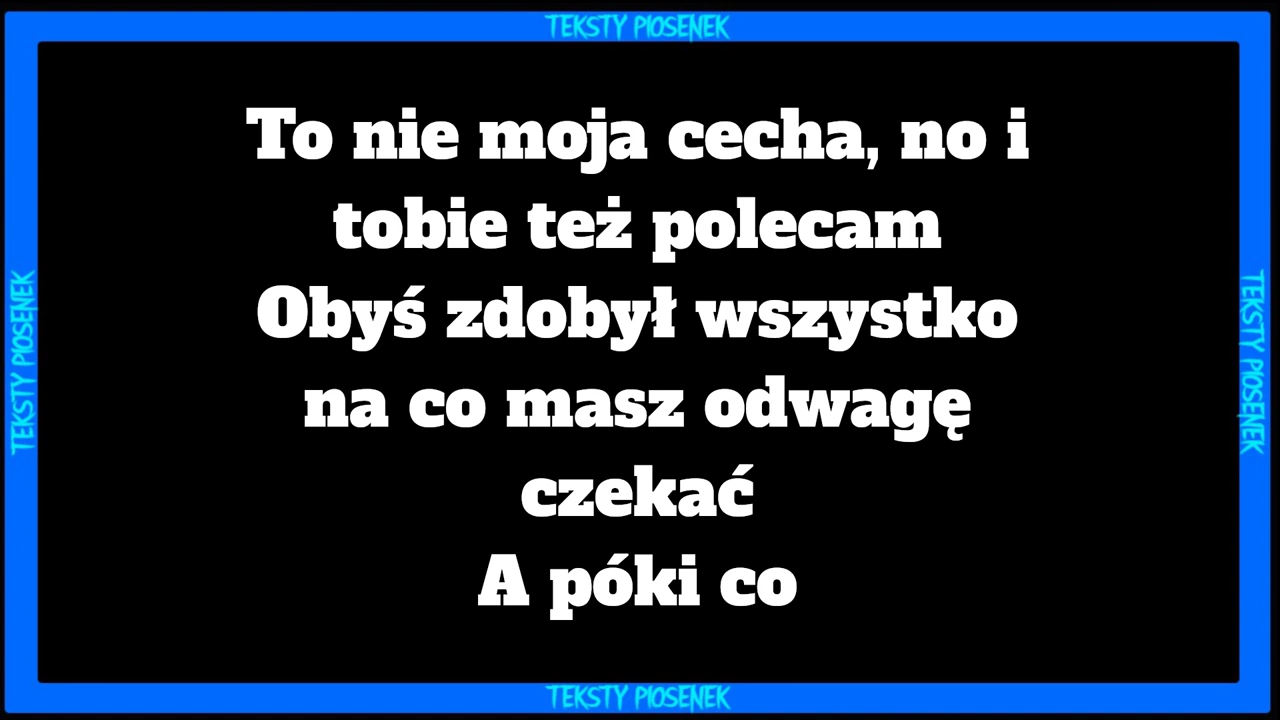 TEKSTY PIOSENEK
To nie moja cecha, no i
tobie też polecam
Obyś zdobył wszystko
na co masz odwagę
czekać
A póki co
TEKSTY PIOSENEK
TEKSTY PIOSENEK
TEKSTY PIOSENEK